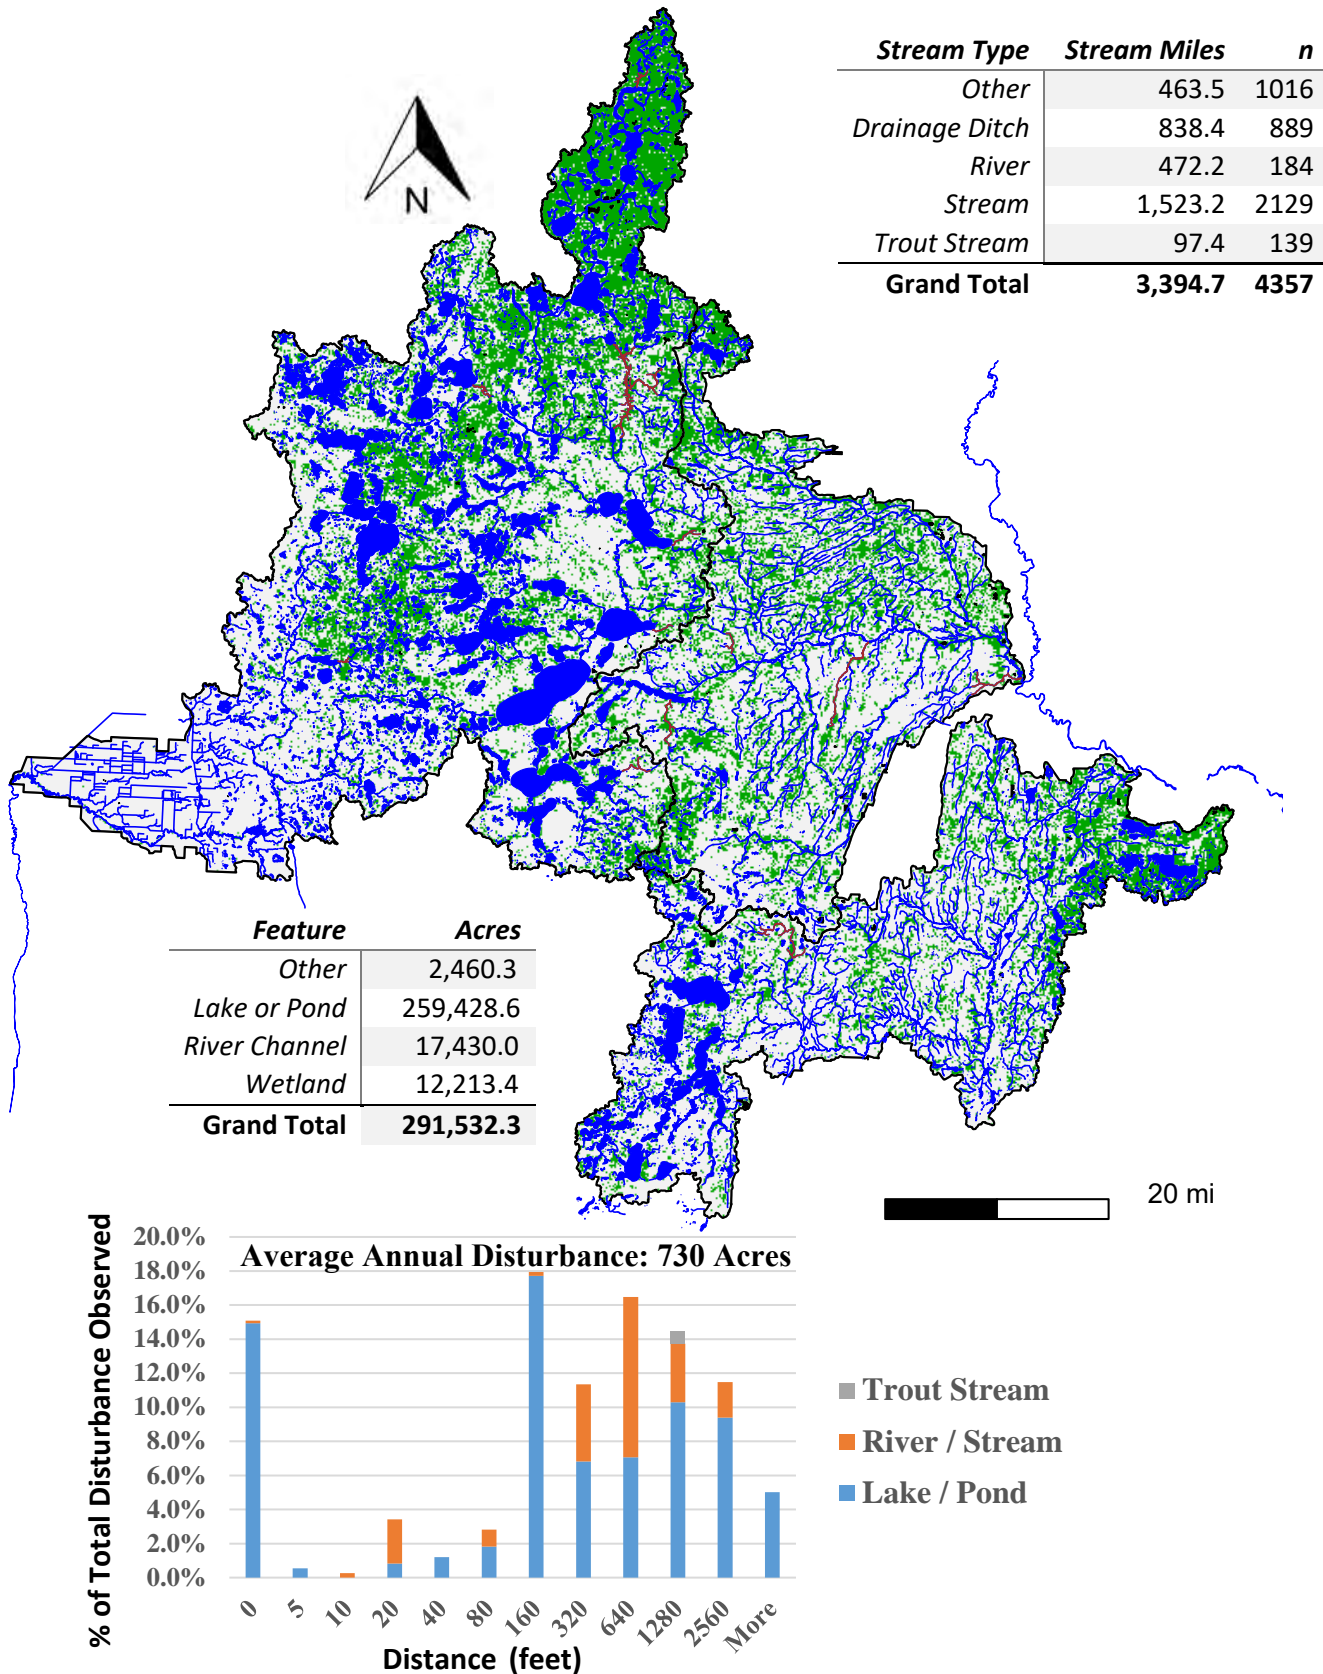 Stream Type Stream Miles n
Other 463.5 1016
Drainage Ditch 838.4 889
River 472.2 184
Stream 1,523.2 2129
Trout Stream 97.4 139
Grand Total 3,394.7 4357
N
Feature Acres
Other 2,460.3
Lake or Pond 259,428.6
River Channel 17,430.0
Wetland 12,213.4
Grand Total 291,532.3
20 mi
Average Annual Disturbance: 730 Acres
% of Total Disturbance Observed
20.0%
18.0%
16.0%
14.0%
12.0%
10.0%
8.0%
6.0%
4.0%
2.0%
0.0%
0 5 10 20 40 80 160 320 640 1280 2560 More
Distance (feet)
Trout Stream
River / Stream
Lake / Pond